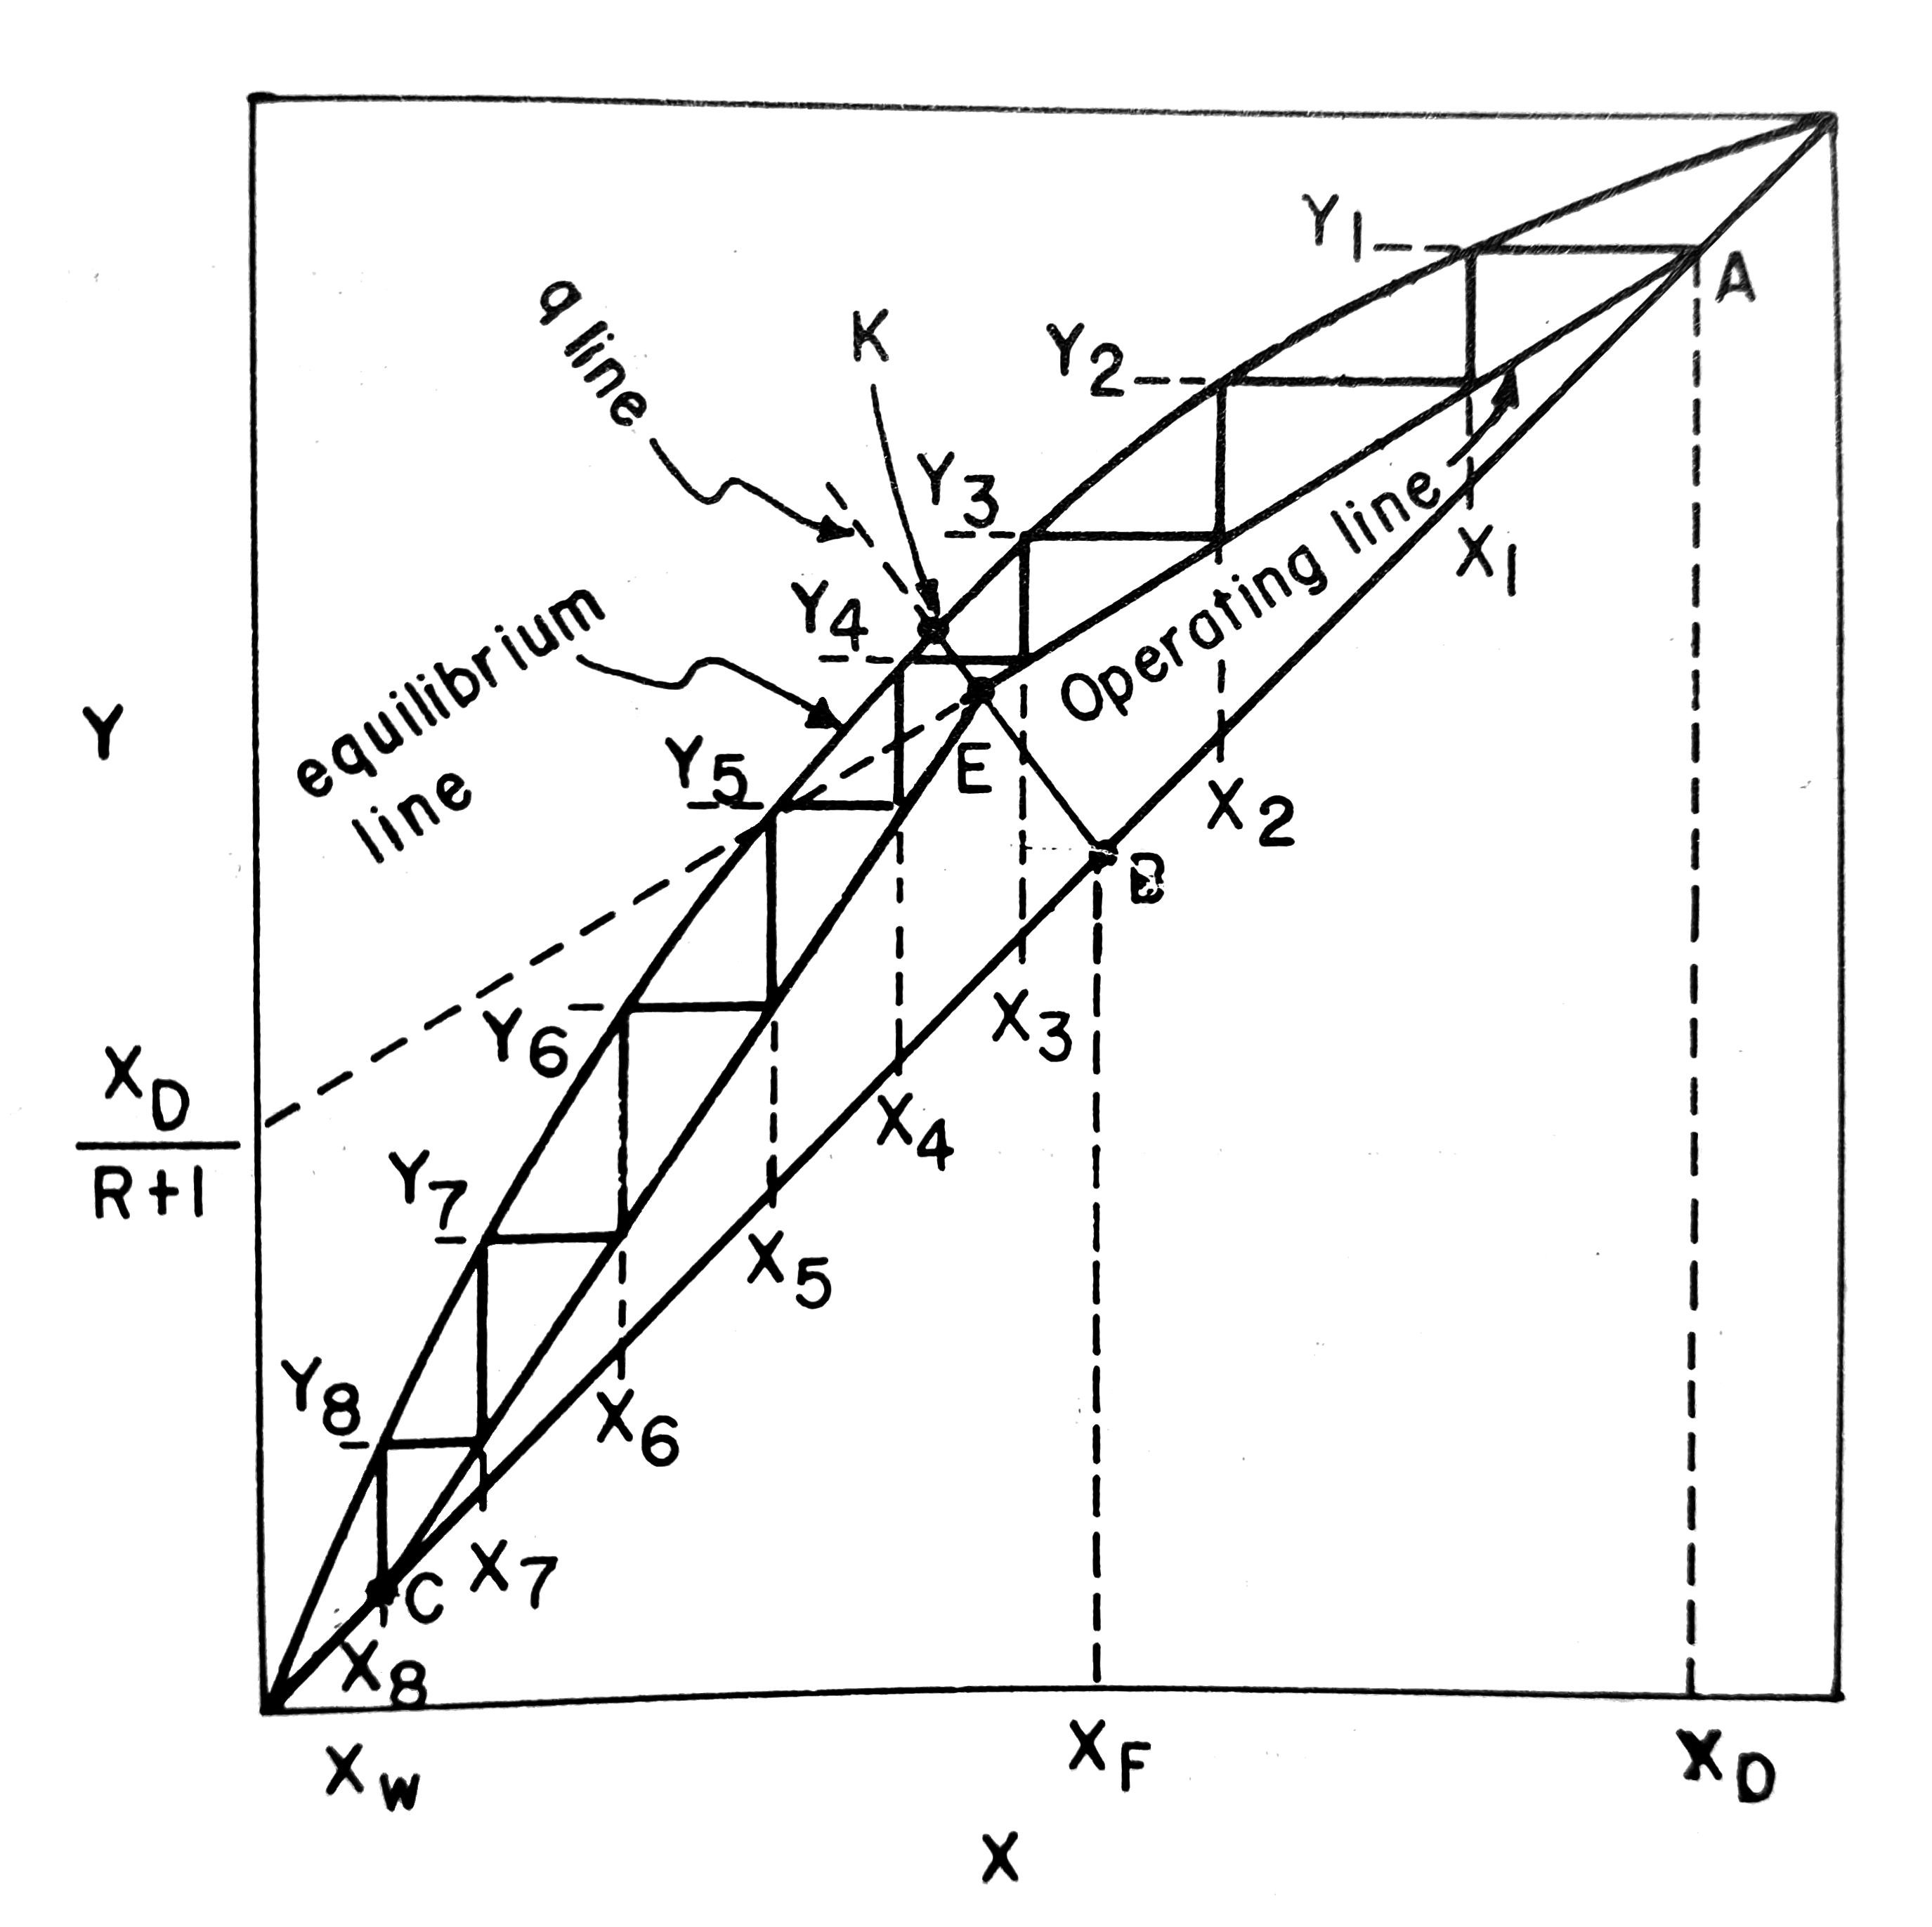 Y1
A
q line
K
Y2
Y3
Operating line
X1
equilibrium
line
Y4
Y
Y5
E
X2
B
Y6
X3
XD
R+1
X4
Y7
X5
Y8
X6
X7
C
X8
XW
XF
XD
X